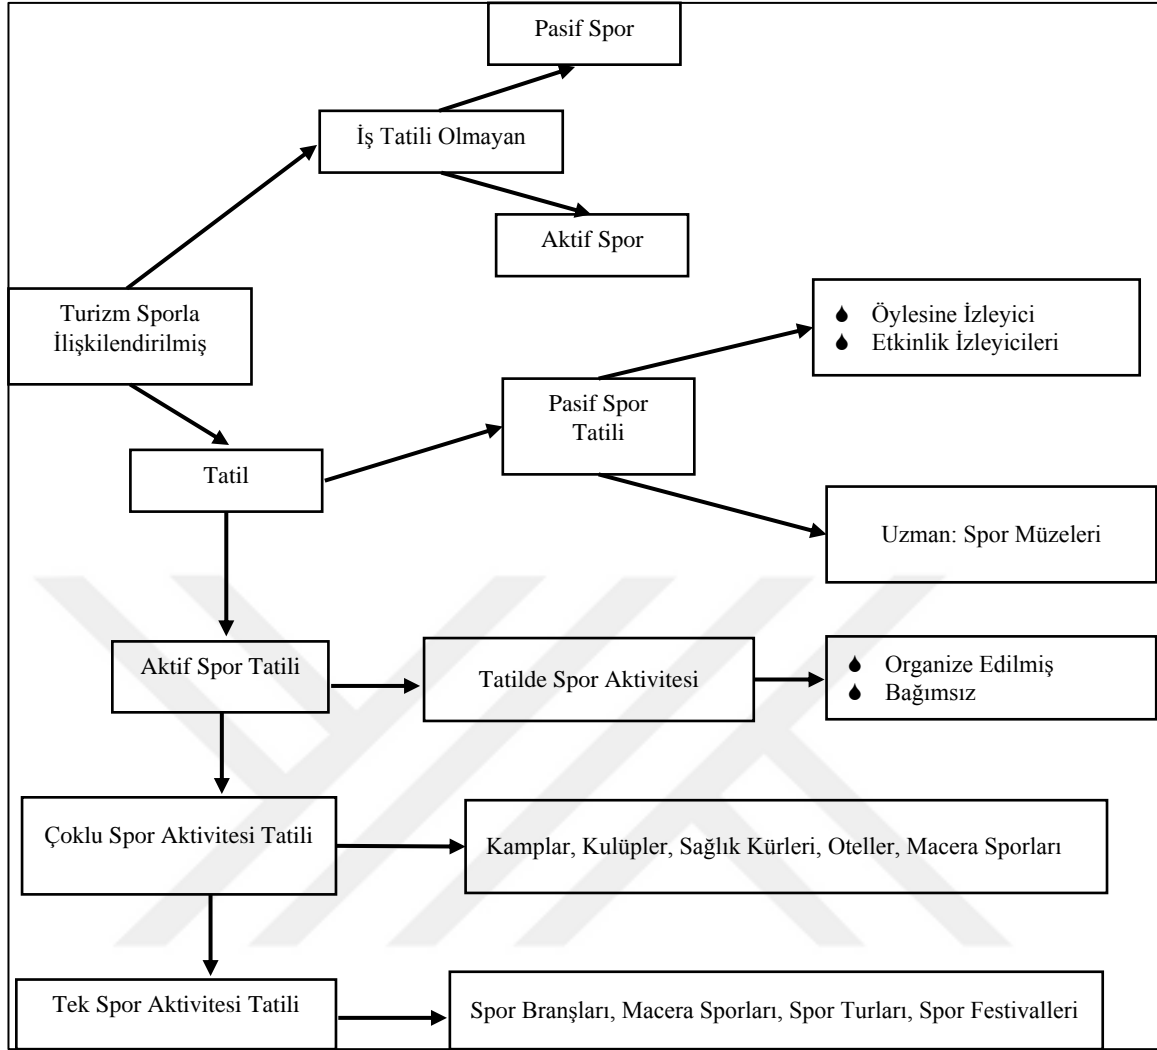 Pasif Spor
İş Tatili Olmayan
Aktif Spor
Turizm Sporla
İlişkilendirilmiş
Öylesine İzleyici
Etkinlik İzleyicileri
Pasif Spor
Tatili
Tatil
Uzman: Spor Müzeleri
Aktif Spor Tatili
Tatilde Spor Aktivitesi
Organize Edilmiş
Bağımsız
Çoklu Spor Aktivitesi Tatili
Kamplar, Kulüpler, Sağlık Kürleri, Oteller, Macera Sporları
Tek Spor Aktivitesi Tatili
Spor Branşları, Macera Sporları, Spor Turları, Spor Festivalleri